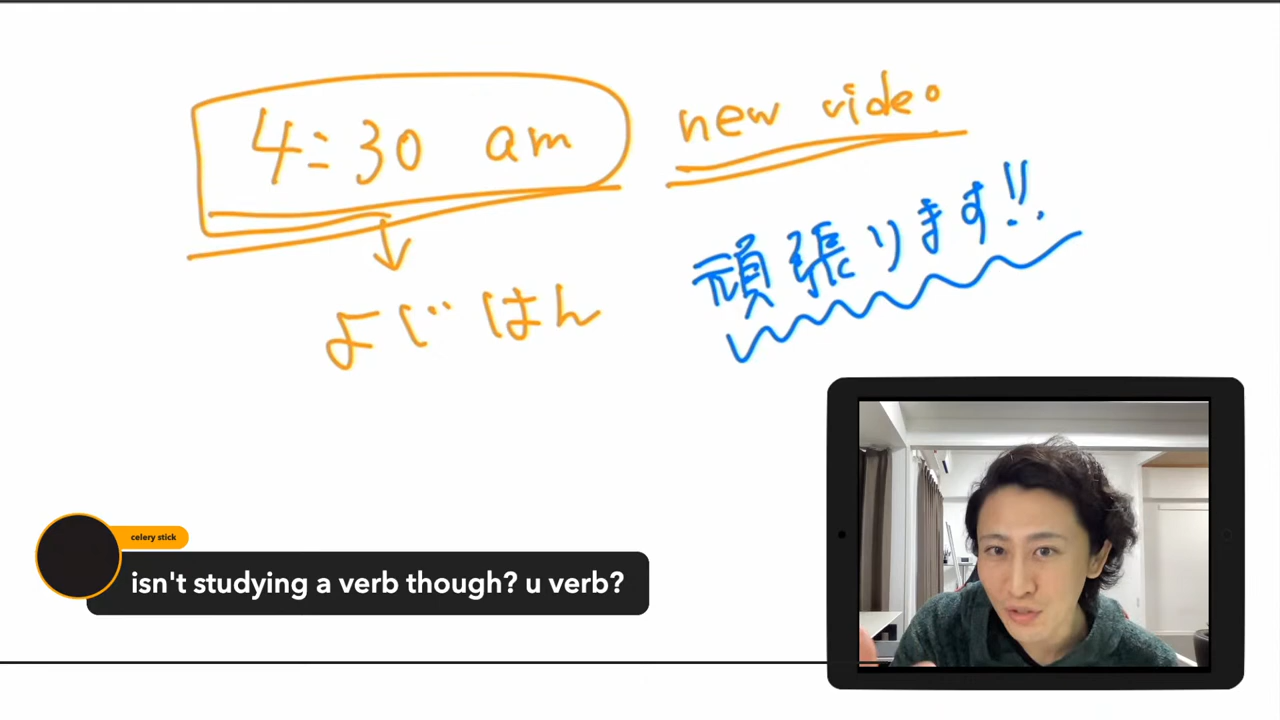 4:30 am
new video
頑張ります!!
よじはん
celery stick
isn't studying a verb though? u verb?